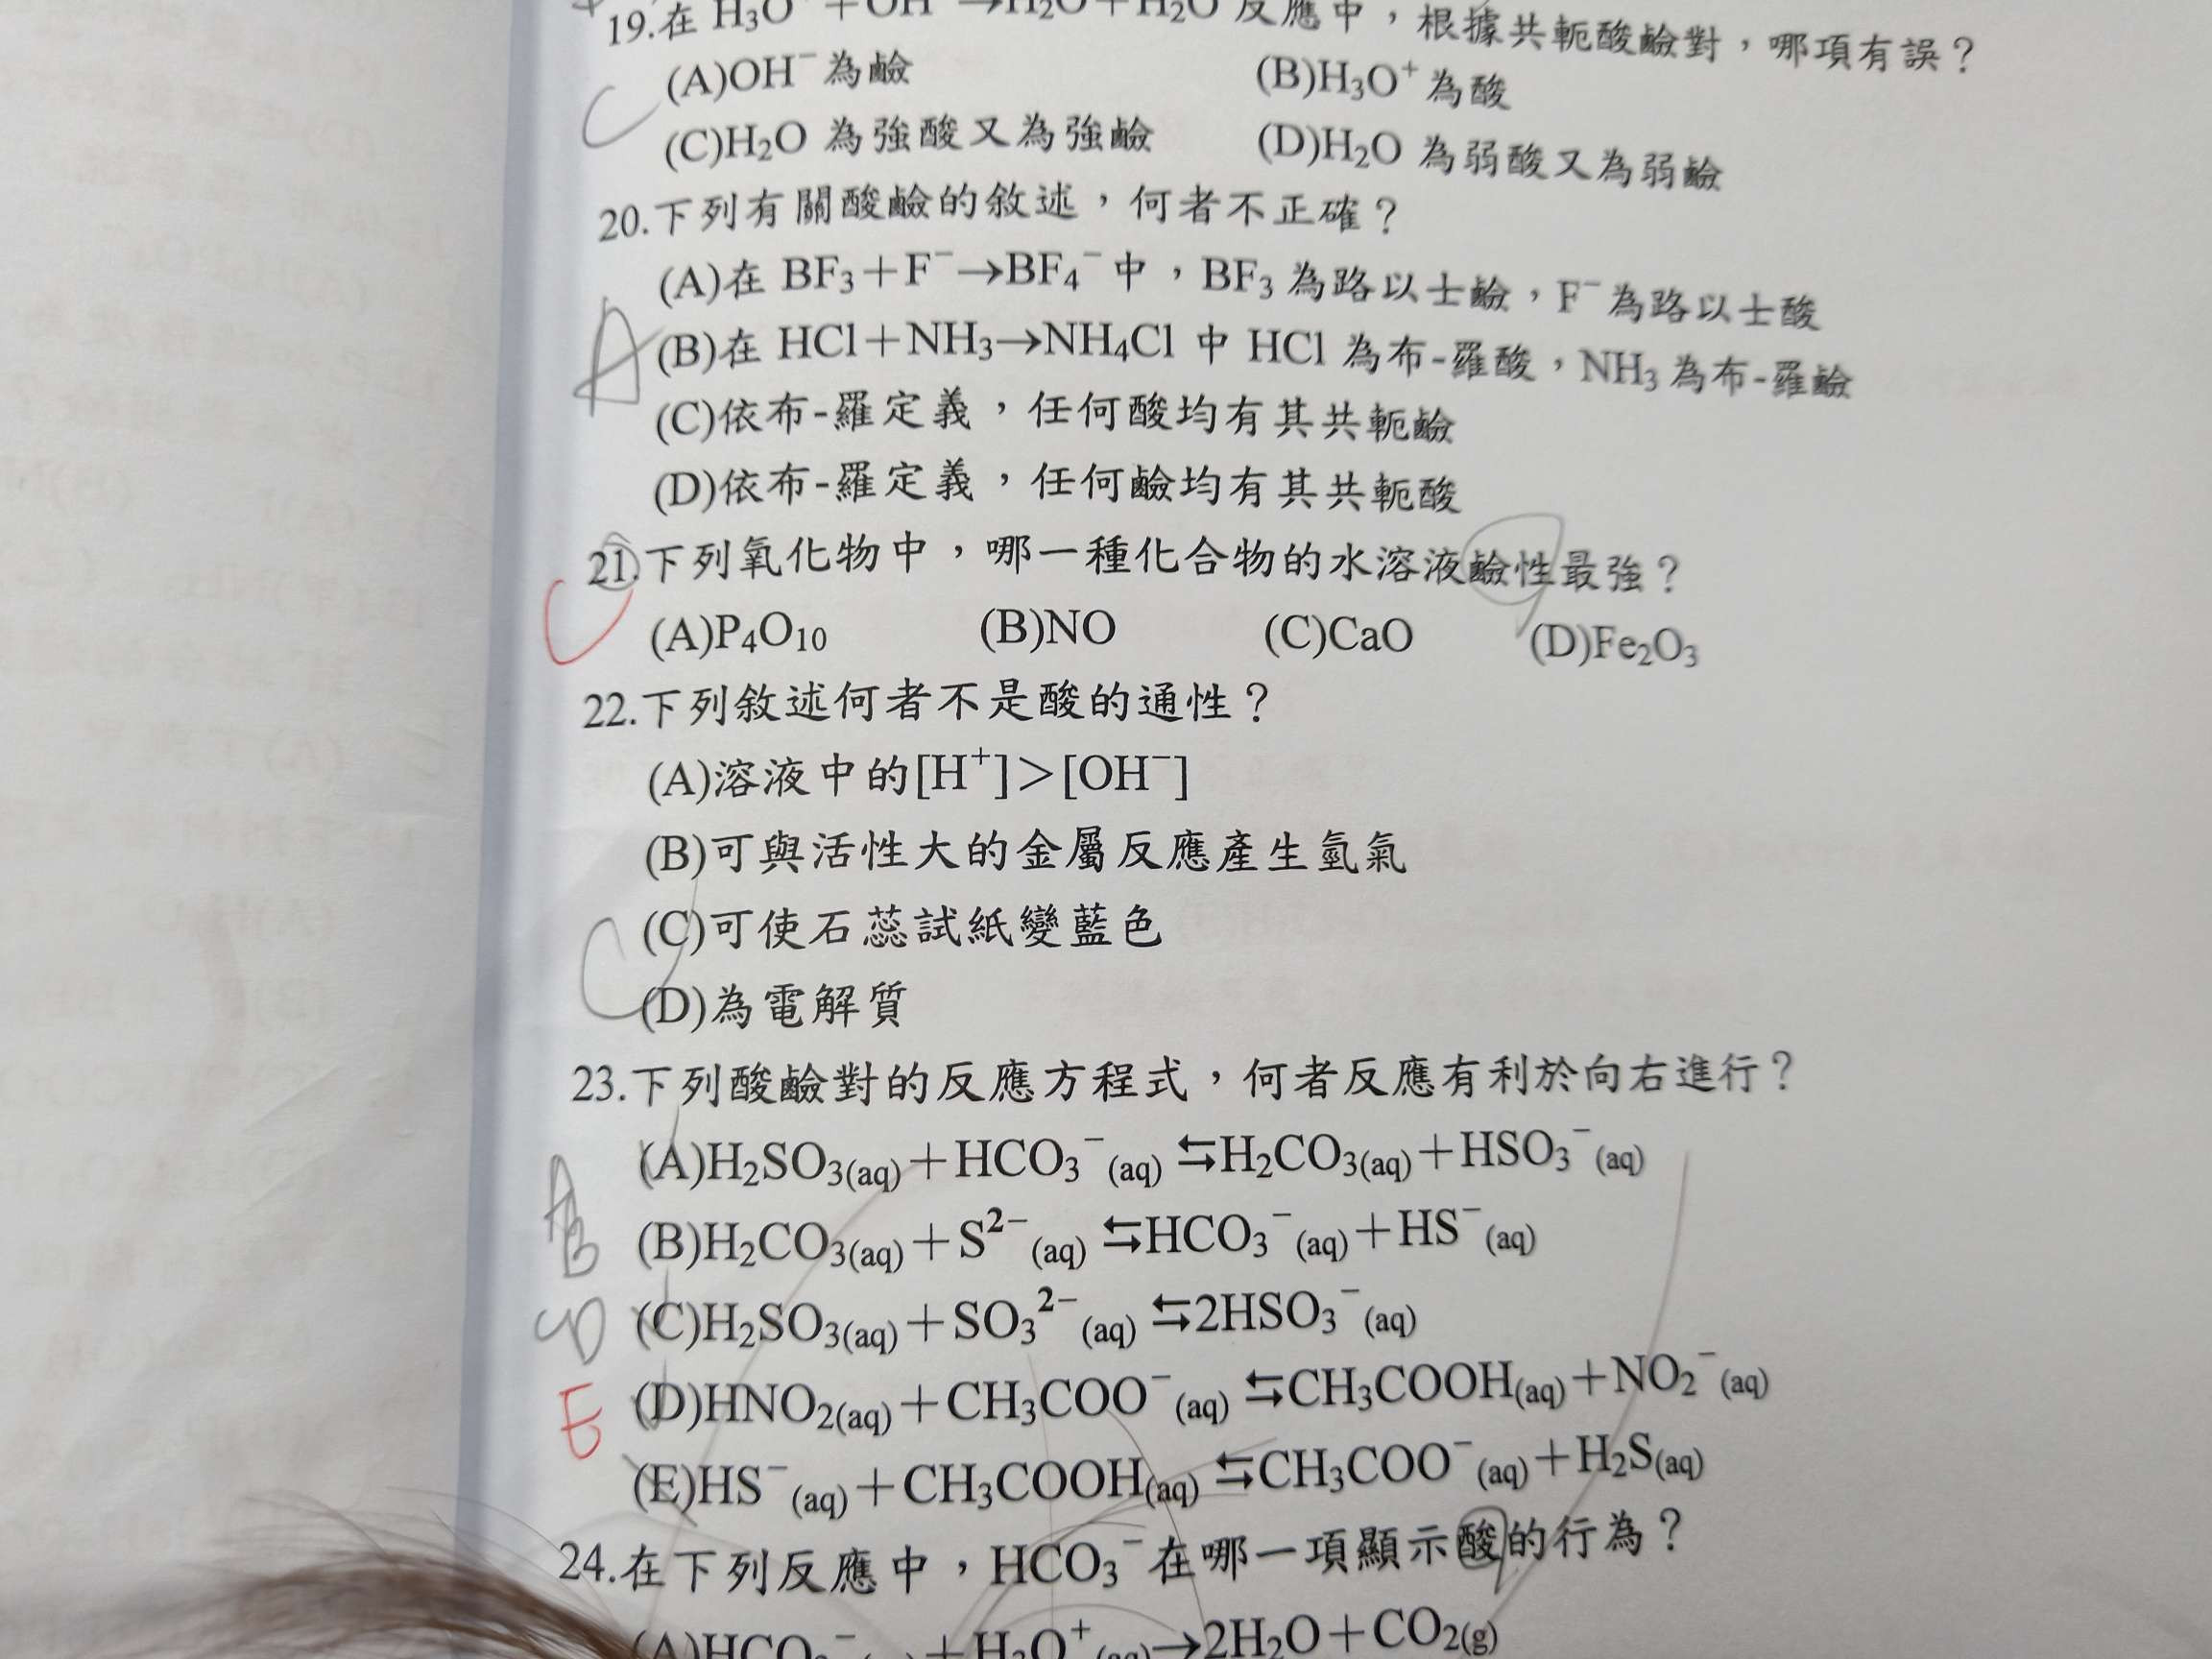 19.在 H₃O⁺+OH⁻→H₂O+H₂O 反應中，根據共軛酸鹼對，哪項有誤？
(A)OH⁻為鹼 (B)H₃O⁺為酸
C
(C)H₂O 為強酸又為強鹼 (D)H₂O 為弱酸又為弱鹼
20.下列有關酸鹼的敘述，何者不正確？
(A)在 BF₃+F⁻→BF₄⁻中，BF₃為路以士鹼，F⁻為路以士酸
A
(B)在 HCl+NH₃→NH₄Cl 中 HCl 為布-羅酸，NH₃為布-羅鹼
(C)依布-羅定義，任何酸均有其共軛鹼
(D)依布-羅定義，任何鹼均有其共軛酸
21.下列氧化物中，哪一種化合物的水溶液鹼性最強？
C
(A)P₄O₁₀ (B)NO (C)CaO (D)Fe₂O₃
22.下列敘述何者不是酸的通性？
(A)溶液中的[H⁺]>[OH⁻]
(B)可與活性大的金屬反應產生氫氣
(C)可使石蕊試紙變藍色
C
(D)為電解質
23.下列酸鹼對的反應方程式，何者反應有利於向右進行？
(A)H₂SO₃(aq)+HCO₃⁻(aq)⇆H₂CO₃(aq)+HSO₃⁻(aq)
A
B
(B)H₂CO₃(aq)+S²⁻(aq)⇆HCO₃⁻(aq)+HS⁻(aq)
CD
(C)H₂SO₃(aq)+SO₃²⁻(aq)⇆2HSO₃⁻(aq)
E
(D)HNO₂(aq)+CH₃COO⁻(aq)⇆CH₃COOH(aq)+NO₂⁻(aq)
(E)HS⁻(aq)+CH₃COOH(aq)⇆CH₃COO⁻(aq)+H₂S(aq)
24.在下列反應中，HCO₃⁻在哪一項顯示酸的行為？
(A)HCO₃⁻ +H₃O⁺(aq)→2H₂O+CO₂(g)